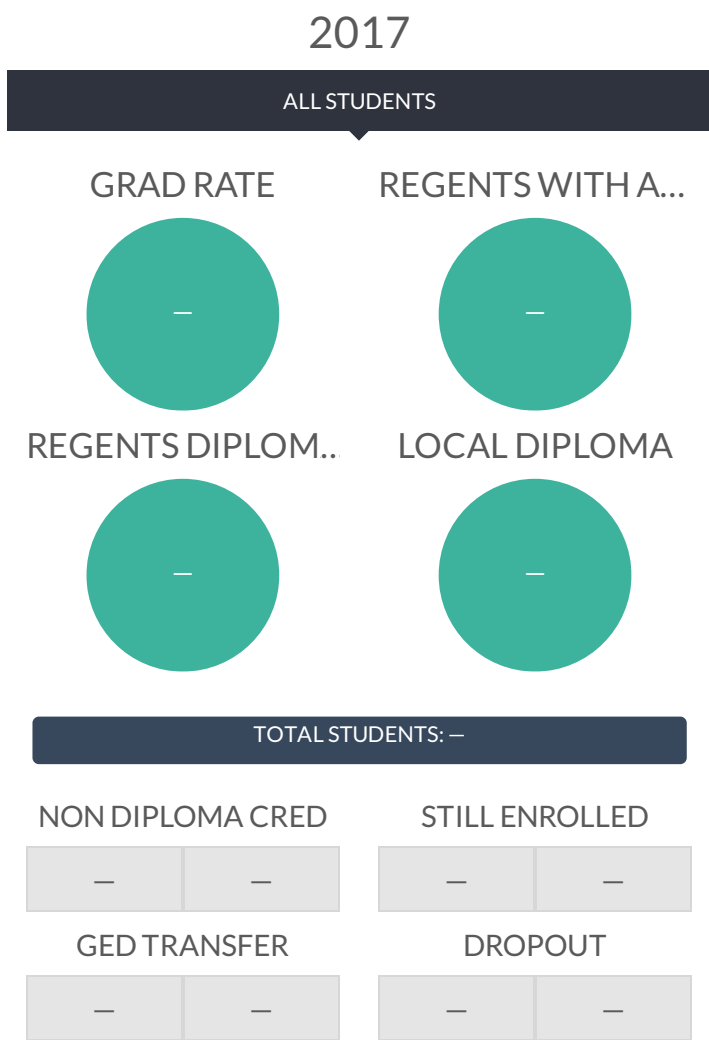 2017
ALL STUDENTS
GRAD RATE
REGENTS WITH A...
—
—
REGENTS DIPLOM...
LOCAL DIPLOMA
—
—
TOTAL STUDENTS: —
NON DIPLOMA CRED
STILL ENROLLED
— —
— —
GED TRANSFER
DROPOUT
— —
— —